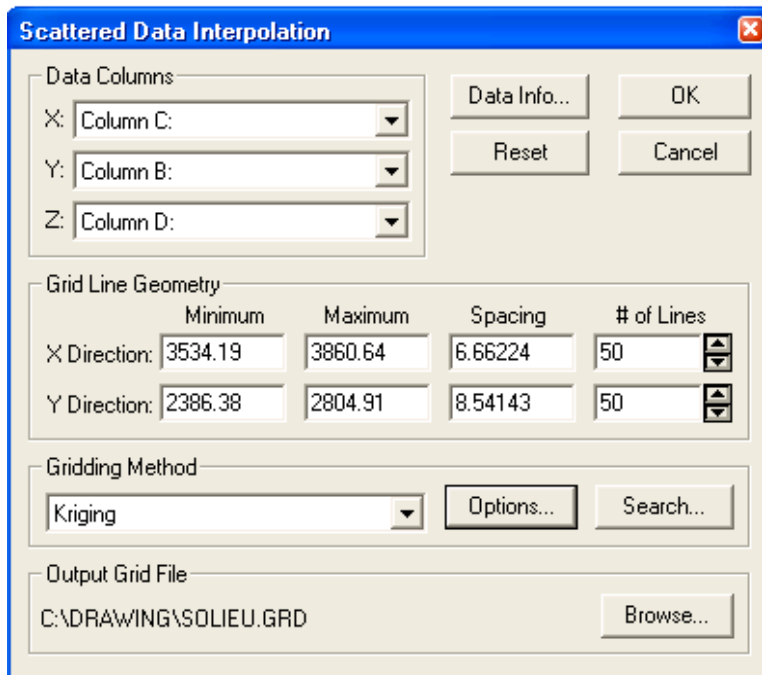 Scattered Data Interpolation
Data Columns
X: Column C:
Y: Column B:
Z: Column D:
Data Info...
OK
Reset
Cancel
Grid Line Geometry
Minimum Maximum Spacing # of Lines
X Direction: 3534.19 3860.64 6.66224 50
Y Direction: 2386.38 2804.91 8.54143 50
Gridding Method
Kriging
Options...
Search...
Output Grid File
C:\DRAWING\SOLIEU.GRD
Browse...